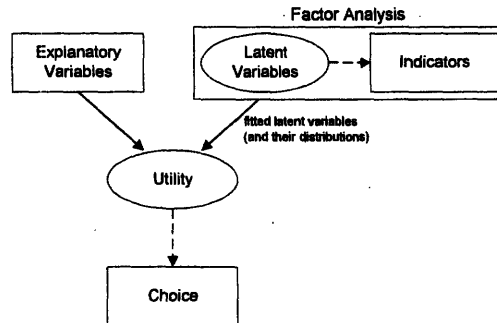 Factor Analysis
Explanatory
Variables
Latent
Variables
Indicators
fitted latent variables
(and their distributions)
Utility
Choice